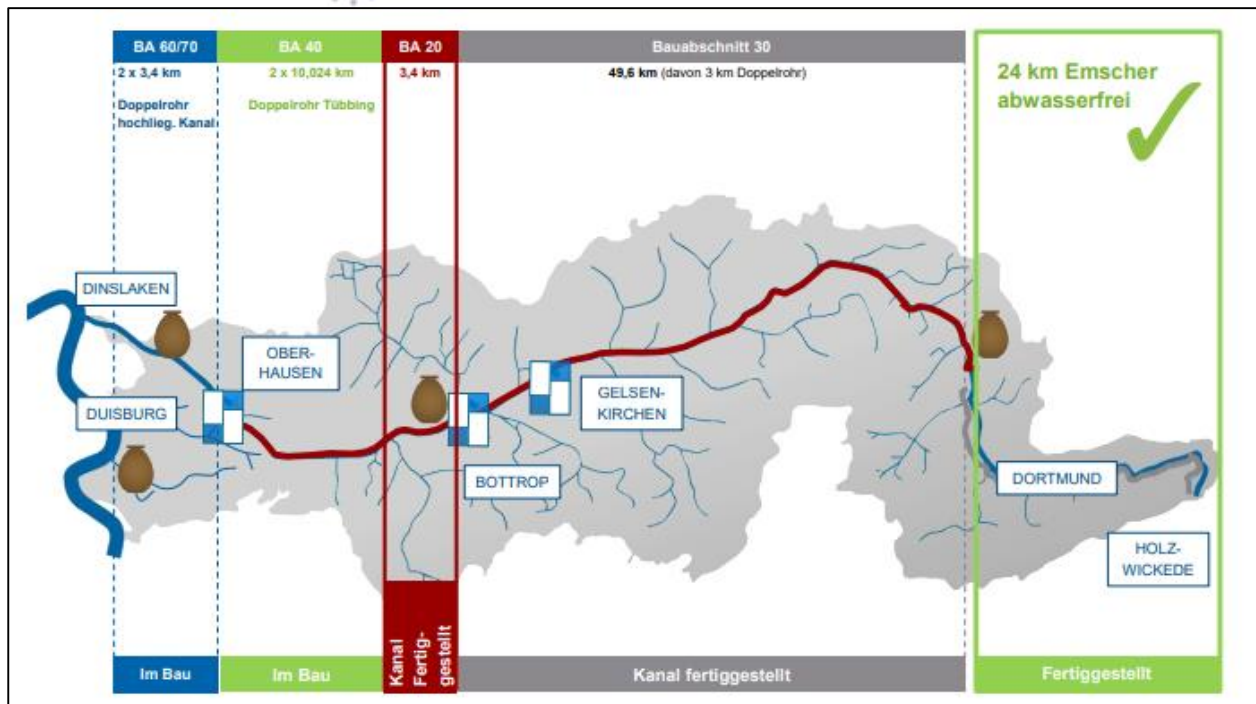 BA 60/70
BA 40
BA 20
Bauabschnitt 30
2 x 3,4 km
2 x 10,024 km
3,4 km
49,6 km (davon 3 km Doppelrohr)
Doppelrohr
hochlieg. Kanal
Doppelrohr Tübbing
24 km Emscher
abwasserfrei
DINSLAKEN
OBER-
HAUSEN
DUISBURG
GELSEN-
KIRCHEN
BOTTROP
DORTMUND
HOLZ-
WICKEDE
Im Bau
Im Bau
Kanal
Fertig-
gestellt
Kanal fertiggestellt
Fertiggestellt